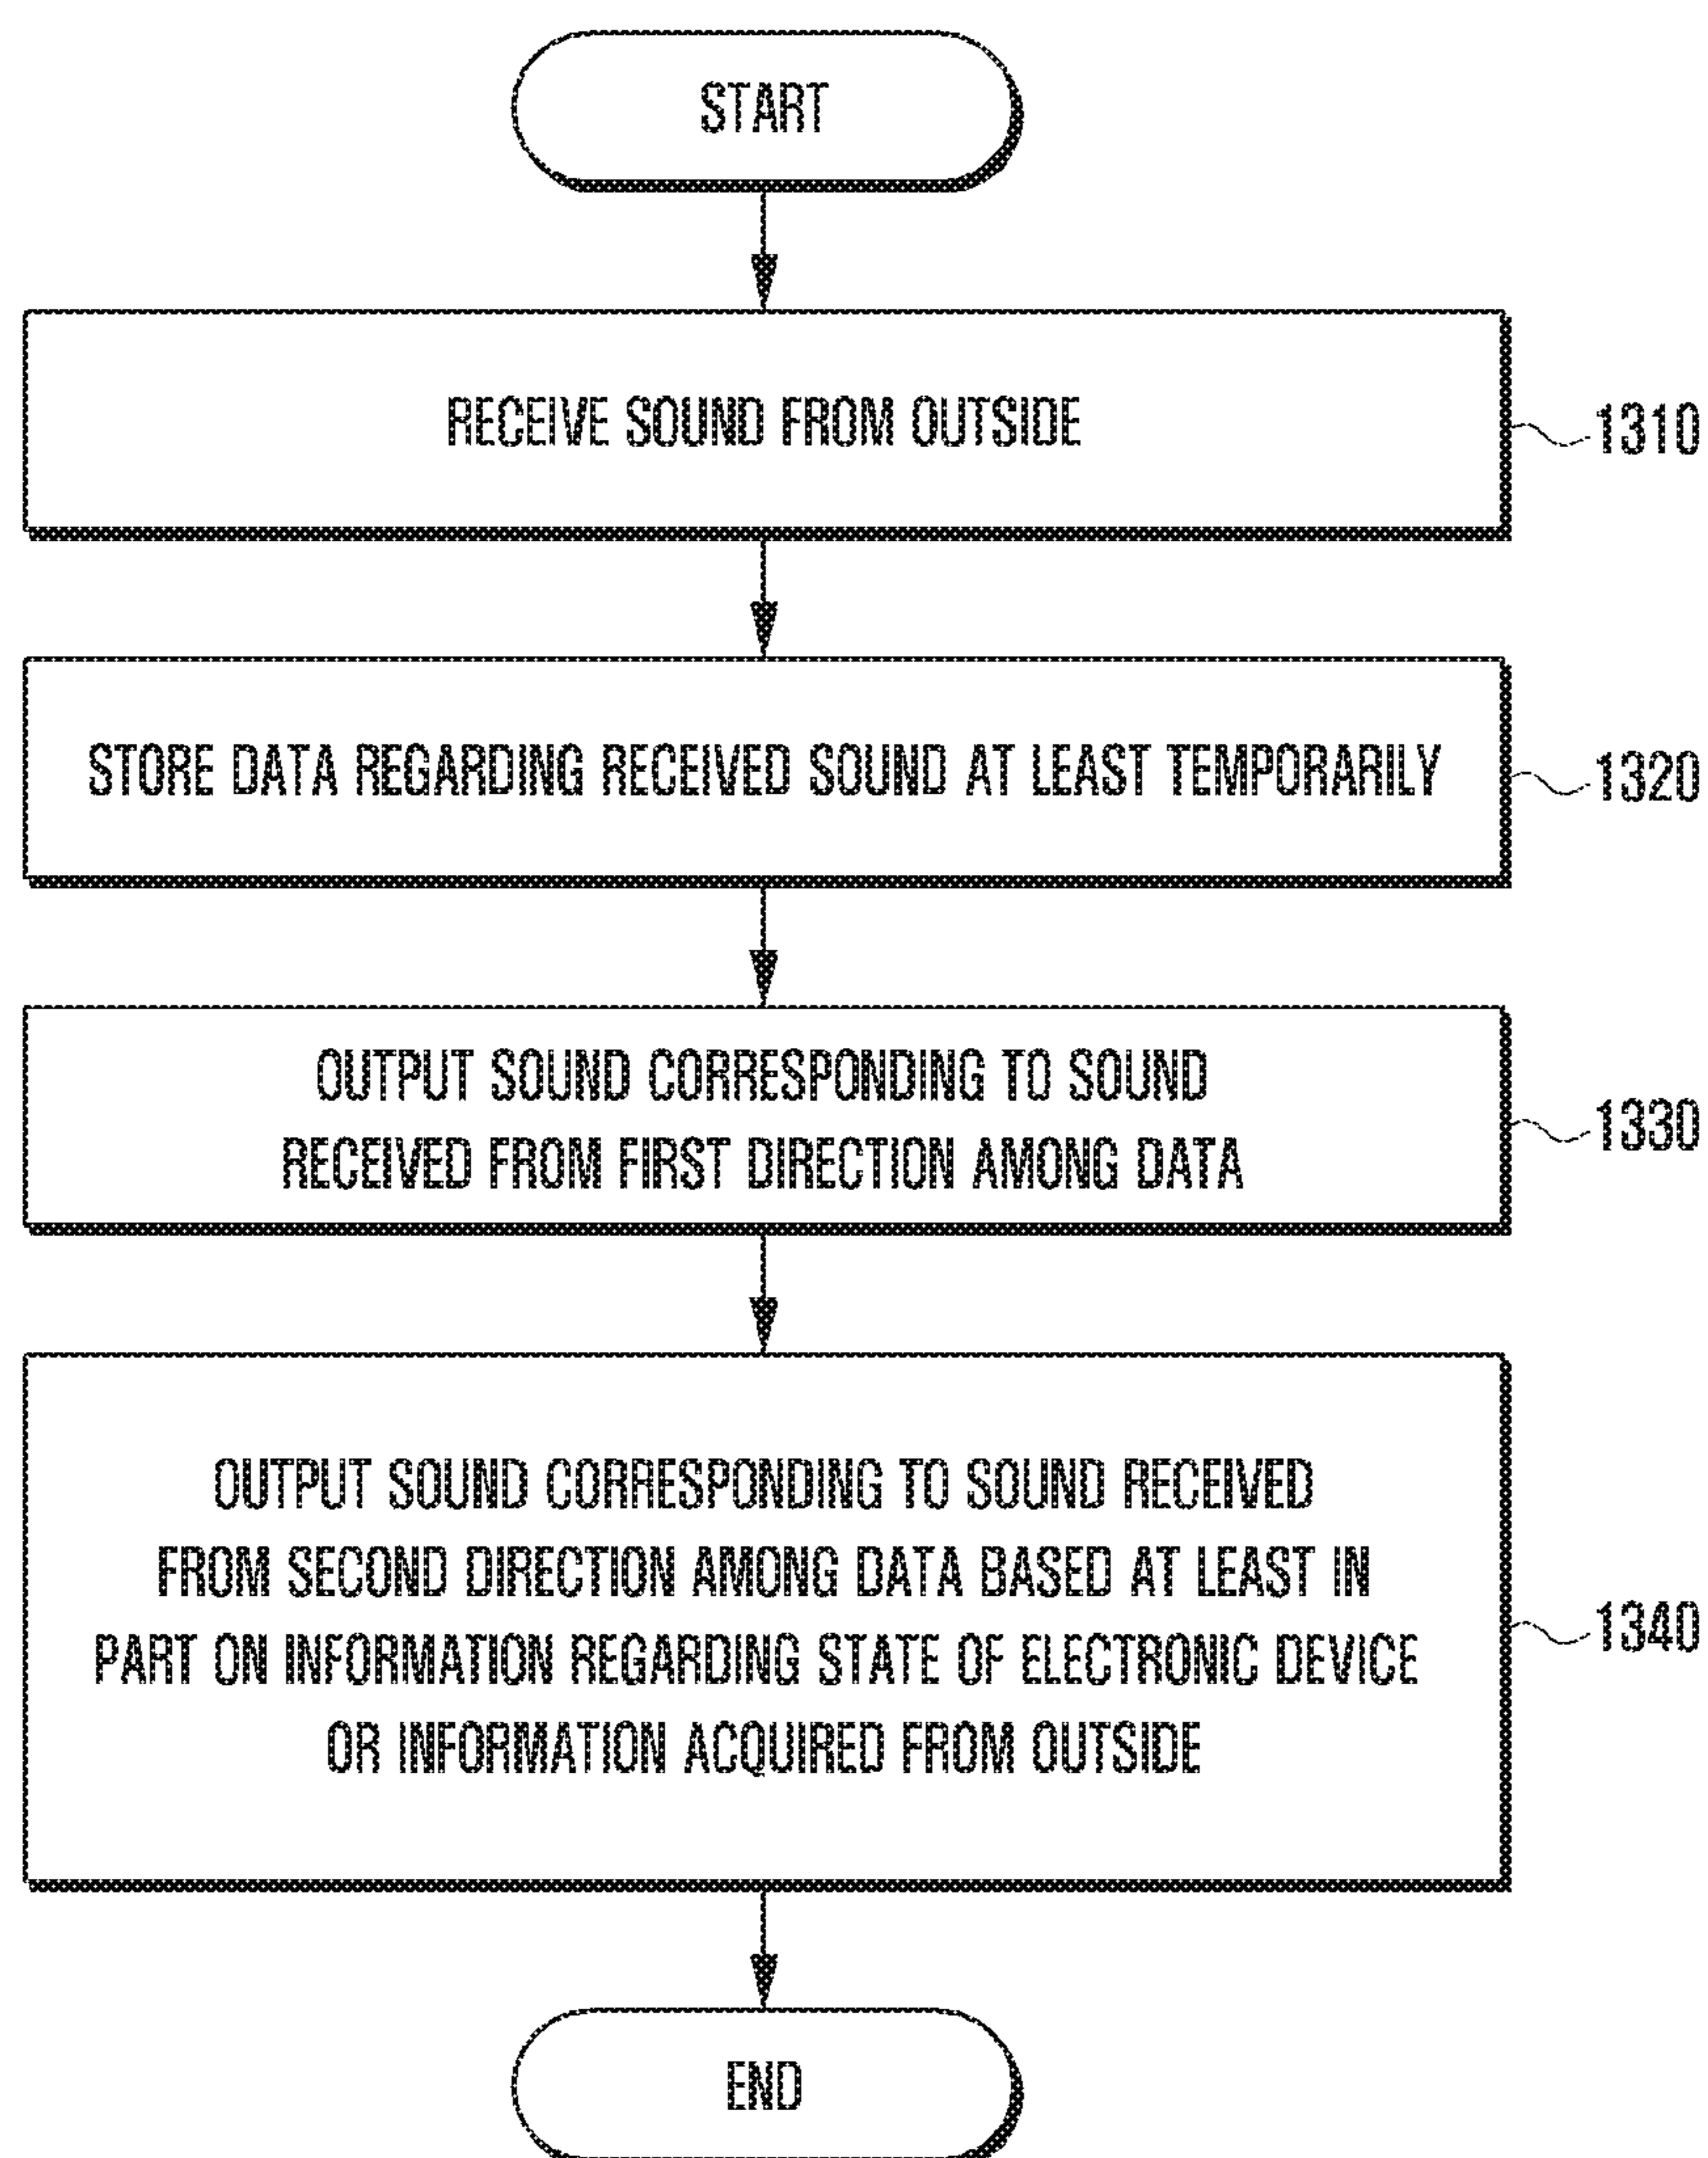 START
RECEIVE SOUND FROM OUTSIDE
1310
STORE DATA REGARDING RECEIVED SOUND AT LEAST TEMPORARILY
1320
OUTPUT SOUND CORRESPONDING TO SOUND
RECEIVED FROM FIRST DIRECTION AMONG DATA
1330
OUTPUT SOUND CORRESPONDING TO SOUND RECEIVED
FROM SECOND DIRECTION AMONG DATA BASED AT LEAST IN
PART ON INFORMATION REGARDING STATE OF ELECTRONIC DEVICE
OR INFORMATION ACQUIRED FROM OUTSIDE
1340
END